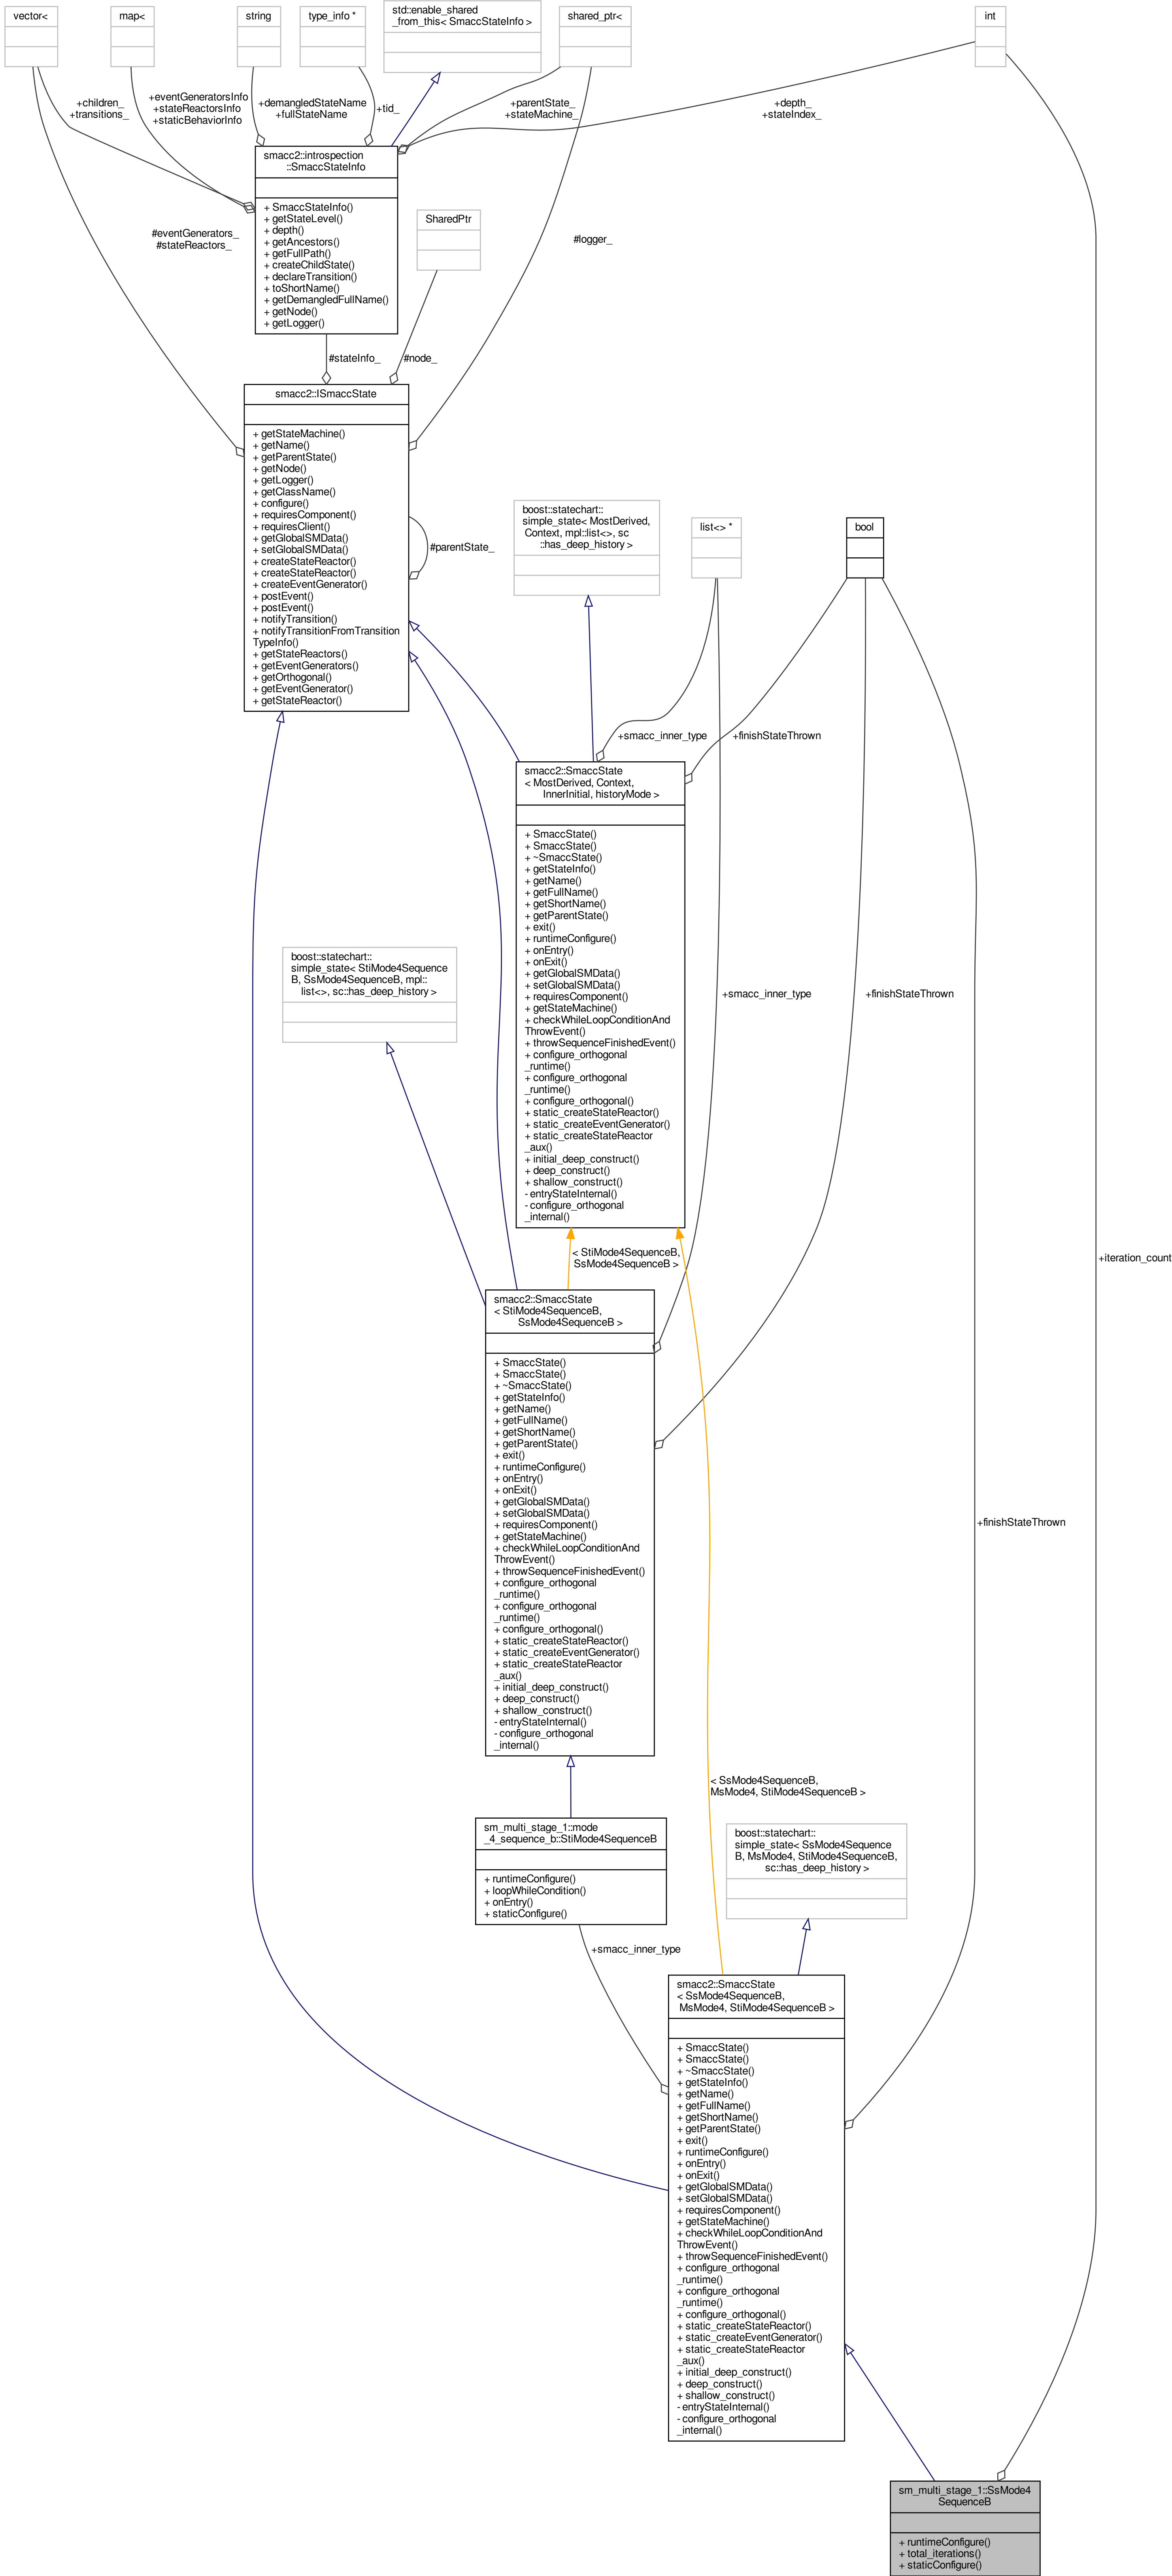 vector<
map<
string
type_info *
std::enable_shared
_from_this< SmaccStateInfo >
shared_ptr<
int
+children_
+transitions_
+eventGeneratorsInfo
+stateReactorsInfo
+staticBehaviorInfo
+demangledStateName
+fullStateName
+tid_
+parentState_
+stateMachine_
+depth_
+stateIndex_
smacc2::introspection
::SmaccStateInfo
+ SmaccStateInfo()
+ getStateLevel()
+ depth()
+ getAncestors()
+ getFullPath()
+ createChildState()
+ declareTransition()
+ toShortName()
+ getDemangledFullName()
+ getNode()
+ getLogger()
SharedPtr
#eventGenerators_
#stateReactors_
#logger_
#stateInfo_
#node_
smacc2::ISmaccState
+ getStateMachine()
+ getName()
+ getParentState()
+ getNode()
+ getLogger()
+ getClassName()
+ configure()
+ requiresComponent()
+ requiresClient()
+ getGlobalSMData()
+ setGlobalSMData()
+ createStateReactor()
+ createStateReactor()
+ createEventGenerator()
+ postEvent()
+ postEvent()
+ notifyTransition()
+ notifyTransitionFromTransition
TypeInfo()
+ getStateReactors()
+ getEventGenerators()
+ getOrthogonal()
+ getEventGenerator()
+ getStateReactor()
#parentState_
boost::statechart::
simple_state< MostDerived,
Context, mpl::list<>, sc
::has_deep_history >
list<> *
bool
+smacc_inner_type
+finishStateThrown
smacc2::SmaccState
< MostDerived, Context,
InnerInitial, historyMode >
+ SmaccState()
+ SmaccState()
+ ~SmaccState()
+ getStateInfo()
+ getName()
+ getFullName()
+ getShortName()
+ getParentState()
+ exit()
+ runtimeConfigure()
+ onEntry()
+ onExit()
+ getGlobalSMData()
+ setGlobalSMData()
+ requiresComponent()
+ getStateMachine()
+ checkWhileLoopConditionAnd
ThrowEvent()
+ throwSequenceFinishedEvent()
+ configure_orthogonal
_runtime()
+ configure_orthogonal
_runtime()
+ configure_orthogonal()
+ static_createStateReactor()
+ static_createEventGenerator()
+ static_createStateReactor
_aux()
+ initial_deep_construct()
+ deep_construct()
+ shallow_construct()
- entryStateInternal()
- configure_orthogonal
_internal()
boost::statechart::
simple_state< StiMode4Sequence
B, SsMode4SequenceB, mpl::
list<>, sc::has_deep_history >
+smacc_inner_type
+finishStateThrown
< StiMode4SequenceB,
SsMode4SequenceB >
+iteration_count
smacc2::SmaccState
< StiMode4SequenceB,
SsMode4SequenceB >
+ SmaccState()
+ SmaccState()
+ ~SmaccState()
+ getStateInfo()
+ getName()
+ getFullName()
+ getShortName()
+ getParentState()
+ exit()
+ runtimeConfigure()
+ onEntry()
+ onExit()
+ getGlobalSMData()
+ setGlobalSMData()
+ requiresComponent()
+ getStateMachine()
+ checkWhileLoopConditionAnd
ThrowEvent()
+ throwSequenceFinishedEvent()
+ configure_orthogonal
_runtime()
+ configure_orthogonal
_runtime()
+ configure_orthogonal()
+ static_createStateReactor()
+ static_createEventGenerator()
+ static_createStateReactor
_aux()
+ initial_deep_construct()
+ deep_construct()
+ shallow_construct()
- entryStateInternal()
- configure_orthogonal
_internal()
+finishStateThrown
< SsMode4SequenceB,
MsMode4, StiMode4SequenceB >
sm_multi_stage_1::mode
_4_sequence_b::StiMode4SequenceB
+ runtimeConfigure()
+ loopWhileCondition()
+ onEntry()
+ staticConfigure()
boost::statechart::
simple_state< SsMode4Sequence
B, MsMode4, StiMode4SequenceB,
sc::has_deep_history >
+smacc_inner_type
smacc2::SmaccState
< SsMode4SequenceB,
MsMode4, StiMode4SequenceB >
+ SmaccState()
+ SmaccState()
+ ~SmaccState()
+ getStateInfo()
+ getName()
+ getFullName()
+ getShortName()
+ getParentState()
+ exit()
+ runtimeConfigure()
+ onEntry()
+ onExit()
+ getGlobalSMData()
+ setGlobalSMData()
+ requiresComponent()
+ getStateMachine()
+ checkWhileLoopConditionAnd
ThrowEvent()
+ throwSequenceFinishedEvent()
+ configure_orthogonal
_runtime()
+ configure_orthogonal
_runtime()
+ configure_orthogonal()
+ static_createStateReactor()
+ static_createEventGenerator()
+ static_createStateReactor
_aux()
+ initial_deep_construct()
+ deep_construct()
+ shallow_construct()
- entryStateInternal()
- configure_orthogonal
_internal()
sm_multi_stage_1::SsMode4
SequenceB
+ runtimeConfigure()
+ total_iterations()
+ staticConfigure()